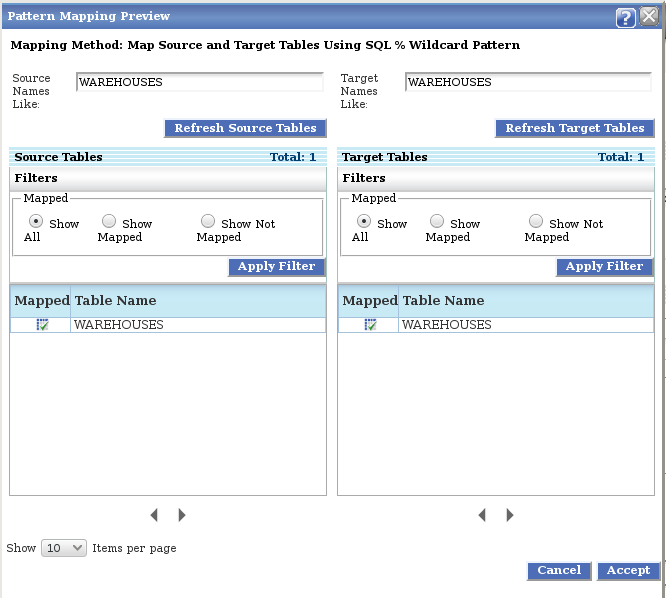 Pattern Mapping Preview
?
Mapping Method: Map Source and Target Tables Using SQL % Wildcard Pattern
Source Names Like:
WAREHOUSES
Target Names Like:
WAREHOUSES
Refresh Source Tables
Refresh Target Tables
Source Tables Total: 1
Target Tables Total: 1
Filters
Filters
Mapped
Show All
Show Mapped
Show Not Mapped
Mapped
Show All
Show Mapped
Show Not Mapped
Apply Filter
Apply Filter
Mapped Table Name
WAREHOUSES
Mapped Table Name
WAREHOUSES
Show 10 Items per page
Cancel Accept